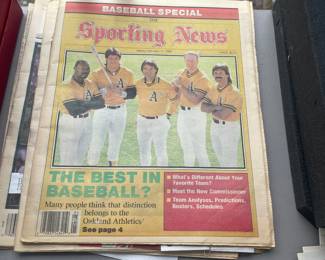 BASEBALL SPECIAL
THE
Sporting News
THE BEST IN
BASEBALL?
Many people think that distinction
belongs to the
Oakland Athletics
See page 4
What's Different About Your
Favorite Team?
Meet the New Commissioner
Team Analyses, Predictions,
Rosters, Schedules.